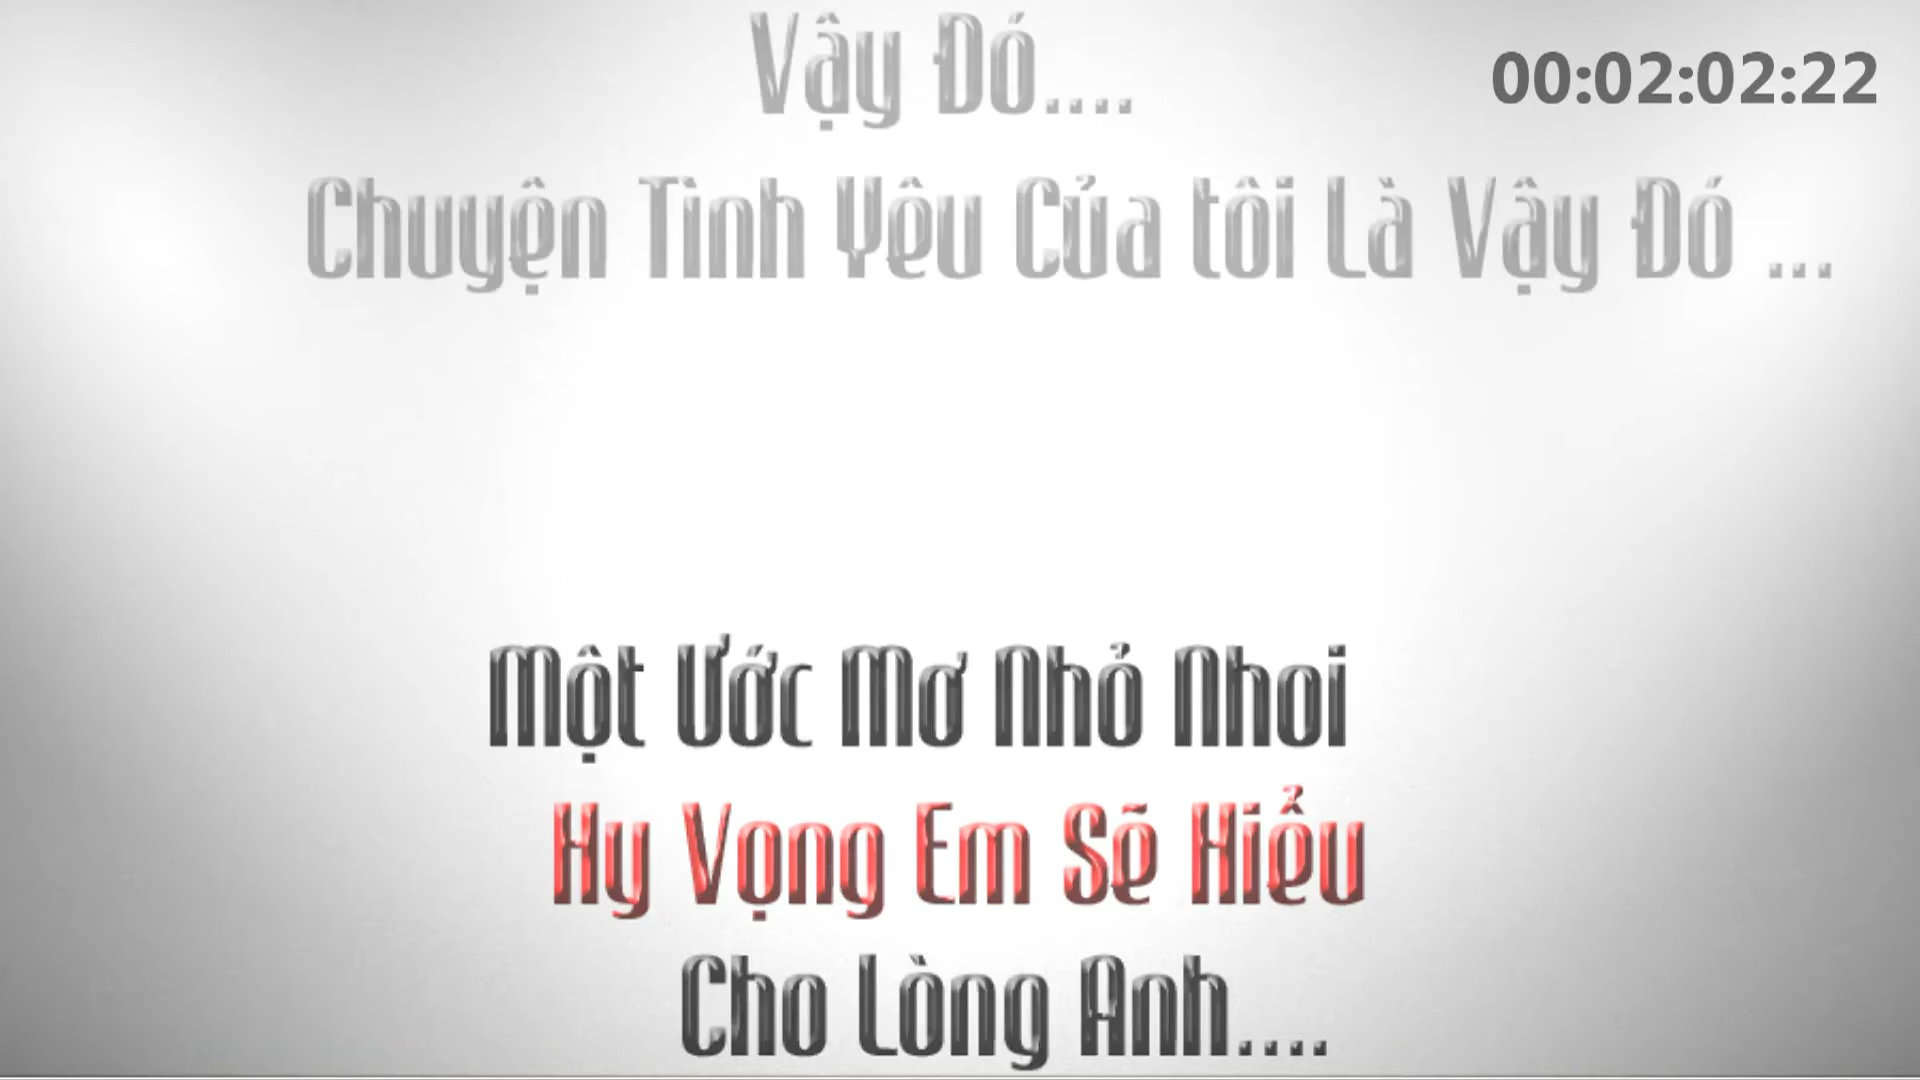 Vậy Đó....
00:02:02:22
Chuyện Tình Yêu Của tôi Là Vậy Đó ...
Một Ước Mơ Nhỏ Nhoi
Hy Vọng Em Sẽ Hiểu
Cho Lòng Anh....